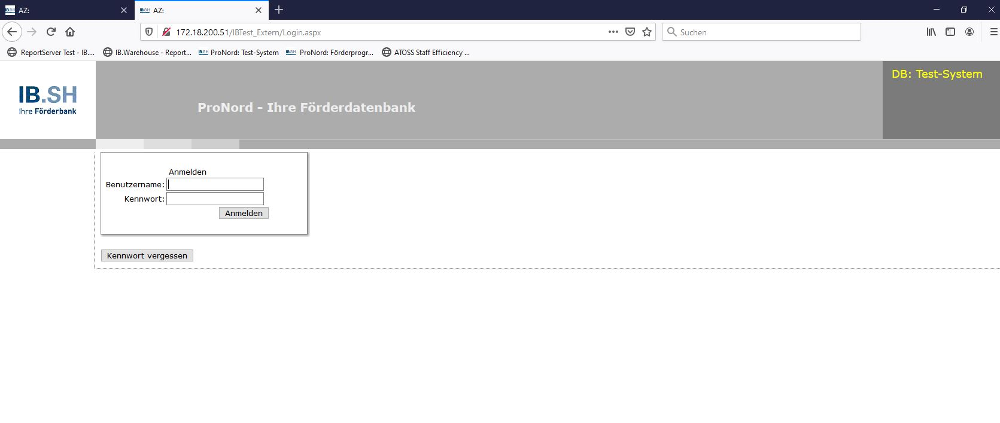 AZ:
AZ:
172.18.200.51/IBTest_Extern/Login.aspx
Suchen
ReportServer Test - IB....
IB.Warehouse - Report...
ProNord: Test-System
ProNord: Förderprogr...
ATOSS Staff Efficiency ...
IB.SH
Ihre Förderbank
ProNord - Ihre Förderdatenbank
DB: Test-System
Anmelden
Benutzername:
Kennwort:
Anmelden
Kennwort vergessen